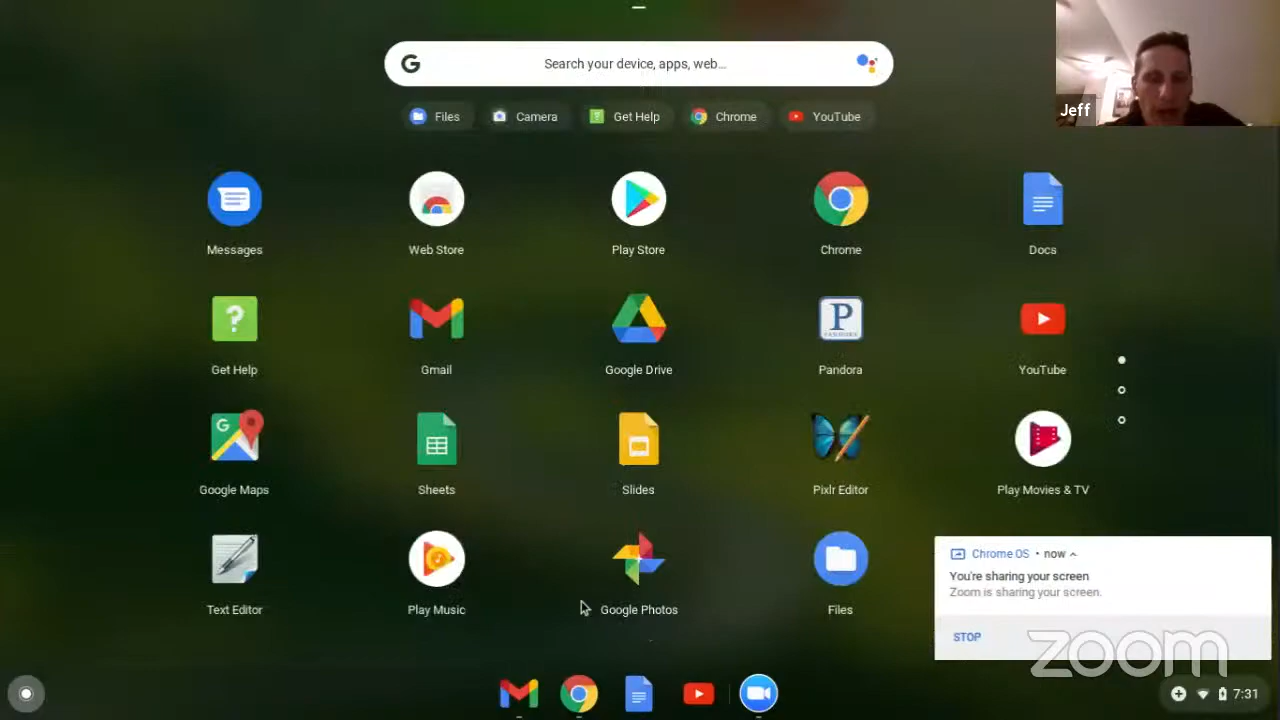 Search your device, apps, web...
Jeff
Files
Camera
Get Help
Chrome
YouTube
Messages
Web Store
Play Store
Chrome
Docs
Get Help
Gmail
Google Drive
P
PANDORA
Pandora
YouTube
Google Maps
Sheets
Slides
Pixlr Editor
Play Movies & TV
Text Editor
Play Music
Google Photos
Files
Chrome OS • now
You're sharing your screen
Zoom is sharing your screen.
STOP
zoom
7:31